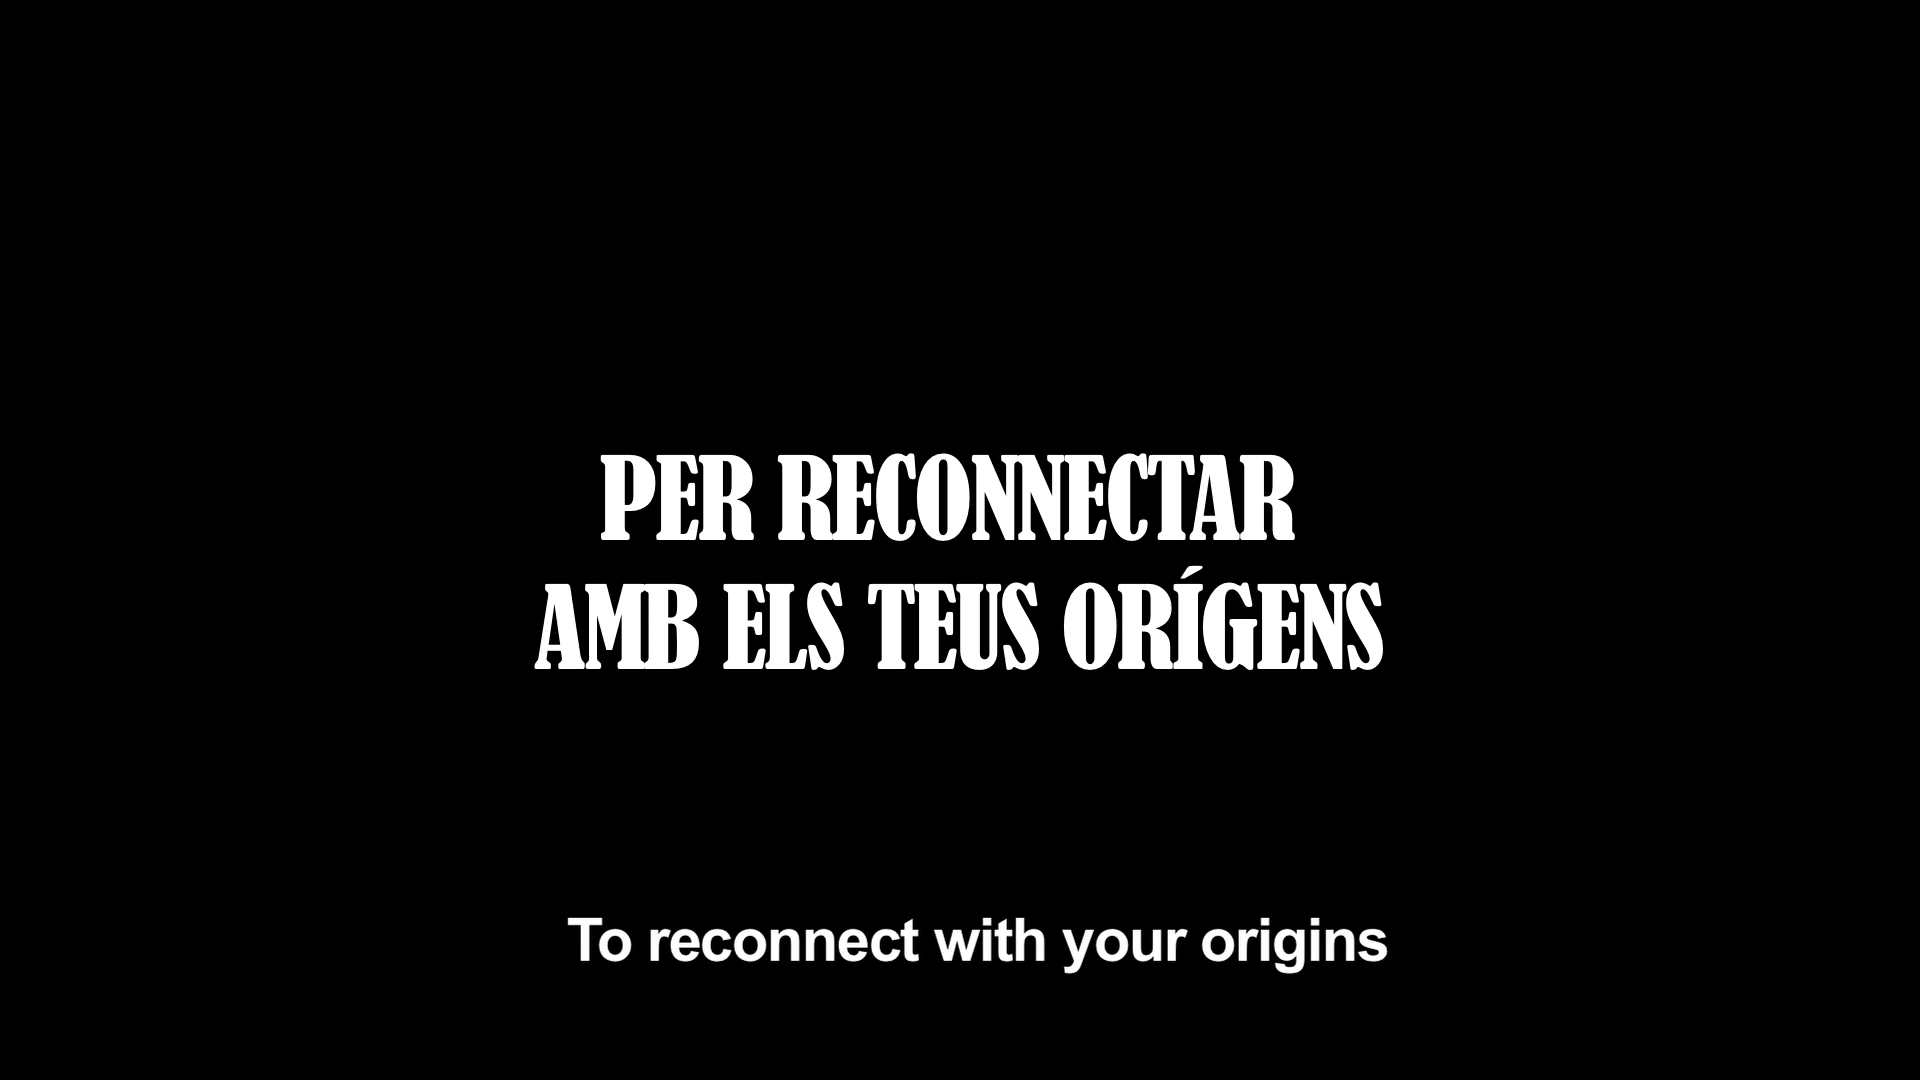 PER RECONNECTAR
AMB ELS TEUS ORÍGENS
To reconnect with your origins